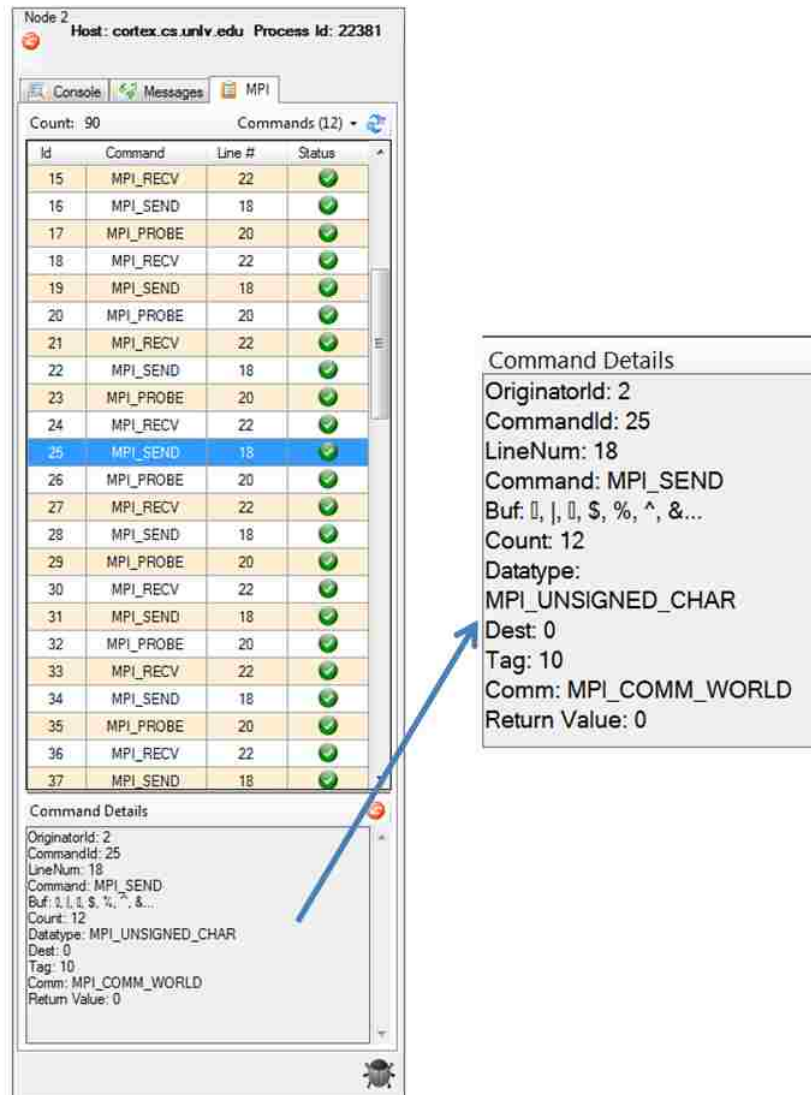 Node 2
Host: cortex.cs.unlv.edu Process Id: 22381
Console Messages MPI
Count: 90 Commands (12)
Id Command Line # Status
15 MPI_RECV 22
16 MPI_SEND 18
17 MPI_PROBE 20
18 MPI_RECV 22
19 MPI_SEND 18
20 MPI_PROBE 20
21 MPI_RECV 22
22 MPI_SEND 18
23 MPI_PROBE 20
24 MPI_RECV 22
25 MPI_SEND 18
26 MPI_PROBE 20
27 MPI_RECV 22
28 MPI_SEND 18
29 MPI_PROBE 20
30 MPI_RECV 22
31 MPI_SEND 18
32 MPI_PROBE 20
33 MPI_RECV 22
34 MPI_SEND 18
35 MPI_PROBE 20
36 MPI_RECV 22
37 MPI_SEND 18
Command Details
OriginatorId: 2
CommandId: 25
LineNum: 18
Command: MPI_SEND
Buf: ▯, |, ▯, $, %, ^, &...
Count: 12
Datatype: MPI_UNSIGNED_CHAR
Dest: 0
Tag: 10
Comm: MPI_COMM_WORLD
Return Value: 0
Command Details
OriginatorId: 2
CommandId: 25
LineNum: 18
Command: MPI_SEND
Buf: ▯, |, ▯, $, %, ^, &...
Count: 12
Datatype:
MPI_UNSIGNED_CHAR
Dest: 0
Tag: 10
Comm: MPI_COMM_WORLD
Return Value: 0